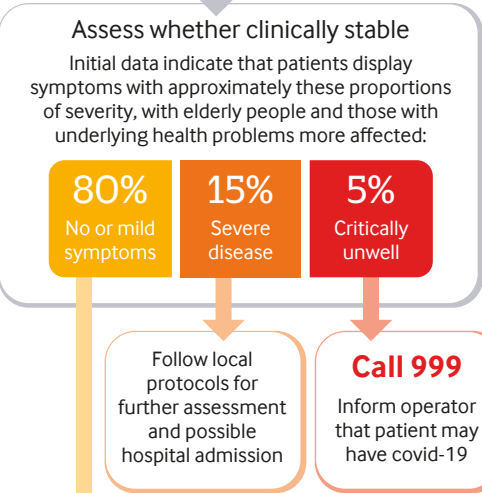 Assess whether clinically stable
Initial data indicate that patients display
symptoms with approximately these proportions
of severity, with elderly people and those with
underlying health problems more affected:
80%
No or mild
symptoms
15%
Severe
disease
5%
Critically
unwell
Follow local
protocols for
further assessment
and possible
hospital admission
Call 999
Inform operator
that patient may
have covid-19